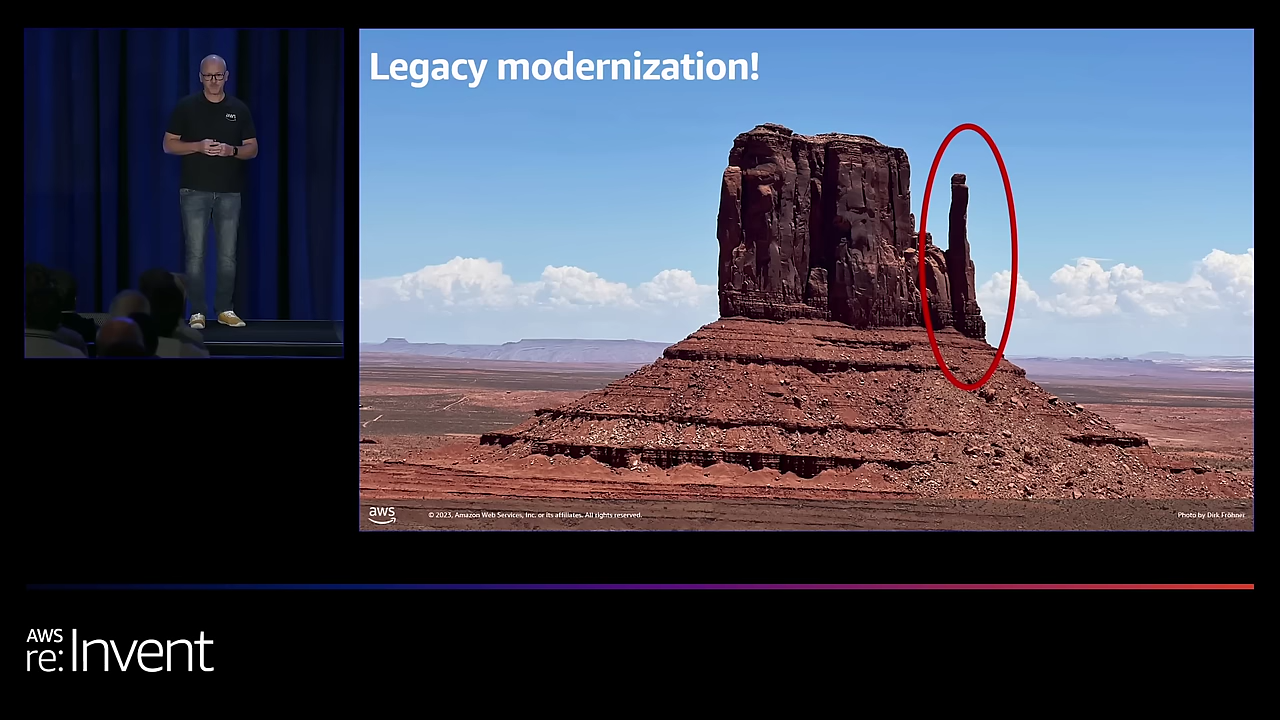 aws
Legacy modernization!
aws
© 2023, Amazon Web Services, Inc. or its affiliates. All rights reserved.
Photo by Dirk Fröhner
AWS
re:Invent